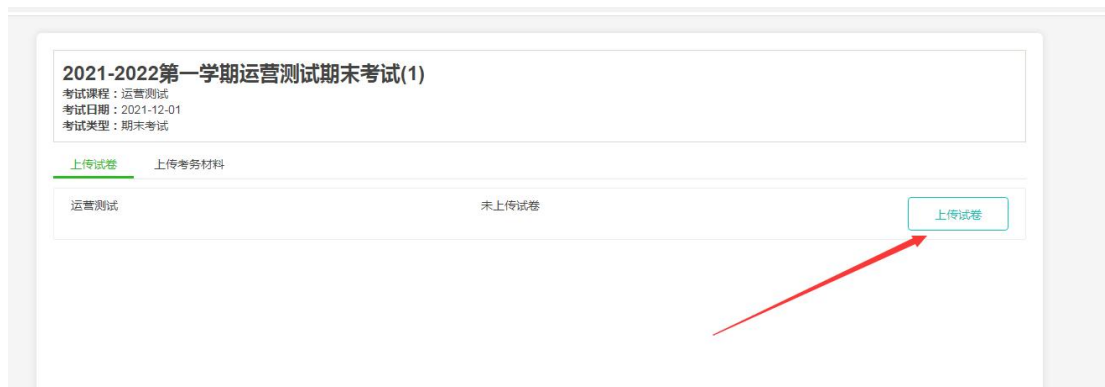 2021-2022第一学期运营测试期末考试(1)
考试课程：运营测试
考试日期：2021-12-01
考试类型：期末考试
上传试卷 上传考务材料
运营测试 未上传试卷 上传试卷